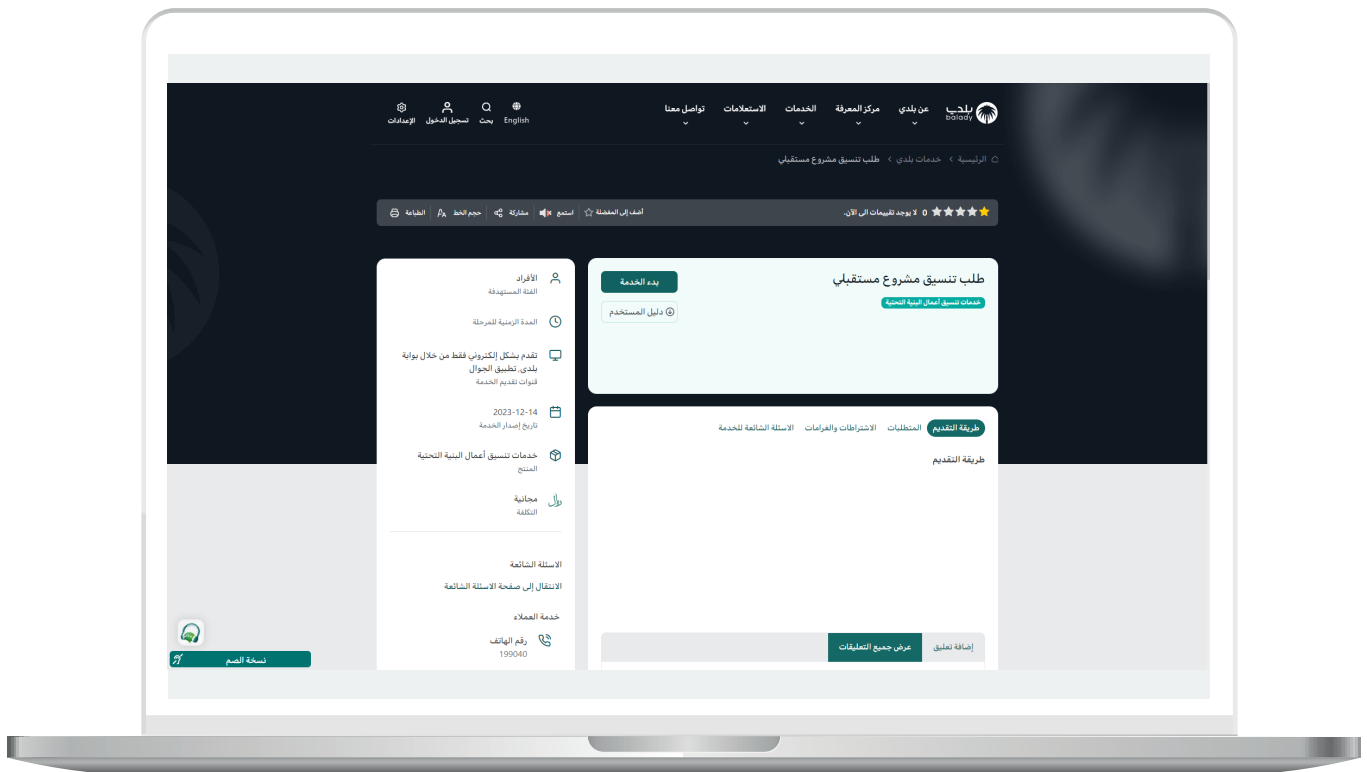 بلدي
balady
عن بلدي
مركز المعرفة
الخدمات
الاستعلامات
تواصل معنا
English
بحث
تسجيل الدخول
الإعدادات
الرئيسية › خدمات بلدي › طلب تنسيق مشروع مستقبلي
0 لا يوجد تقييمات الى الآن.
أضف إلى المفضلة
استمع
مشاركة
حجم الخط
الطباعة
طلب تنسيق مشروع مستقبلي
خدمات تنسيق أعمال البنية التحتية
بدء الخدمة
دليل المستخدم
طريقة التقديم
المتطلبات
الاشتراطات والغرامات
الاسئلة الشائعة للخدمة
طريقة التقديم
إضافة تعليق
عرض جميع التعليقات
الأفراد
الفئة المستهدفة
المدة الزمنية للمرحلة
تقدم بشكل إلكتروني فقط من خلال بوابة
بلدي, تطبيق الجوال
قنوات تقديم الخدمة
2023-12-14
تاريخ إصدار الخدمة
خدمات تنسيق أعمال البنية التحتية
المنتج
ريال
مجانية
التكلفة
الاسئلة الشائعة
الانتقال إلى صفحة الاسئلة الشائعة
خدمة العملاء
رقم الهاتف
199040
نسخة الصم